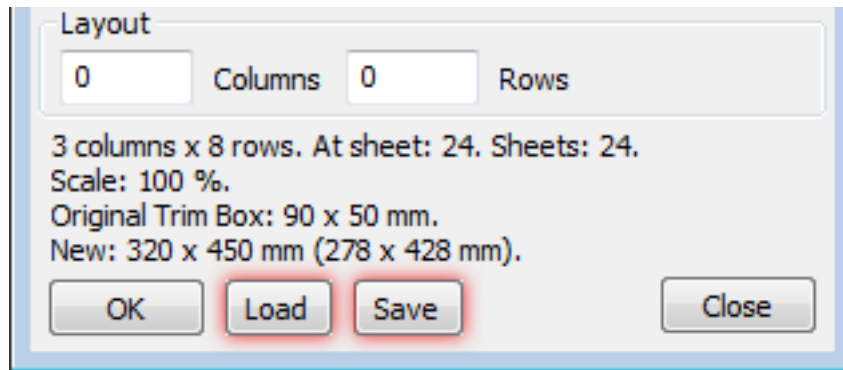 Layout
0 Columns 0 Rows
3 columns x 8 rows. At sheet: 24. Sheets: 24.
Scale: 100 %.
Original Trim Box: 90 x 50 mm.
New: 320 x 450 mm (278 x 428 mm).
OK Load Save Close